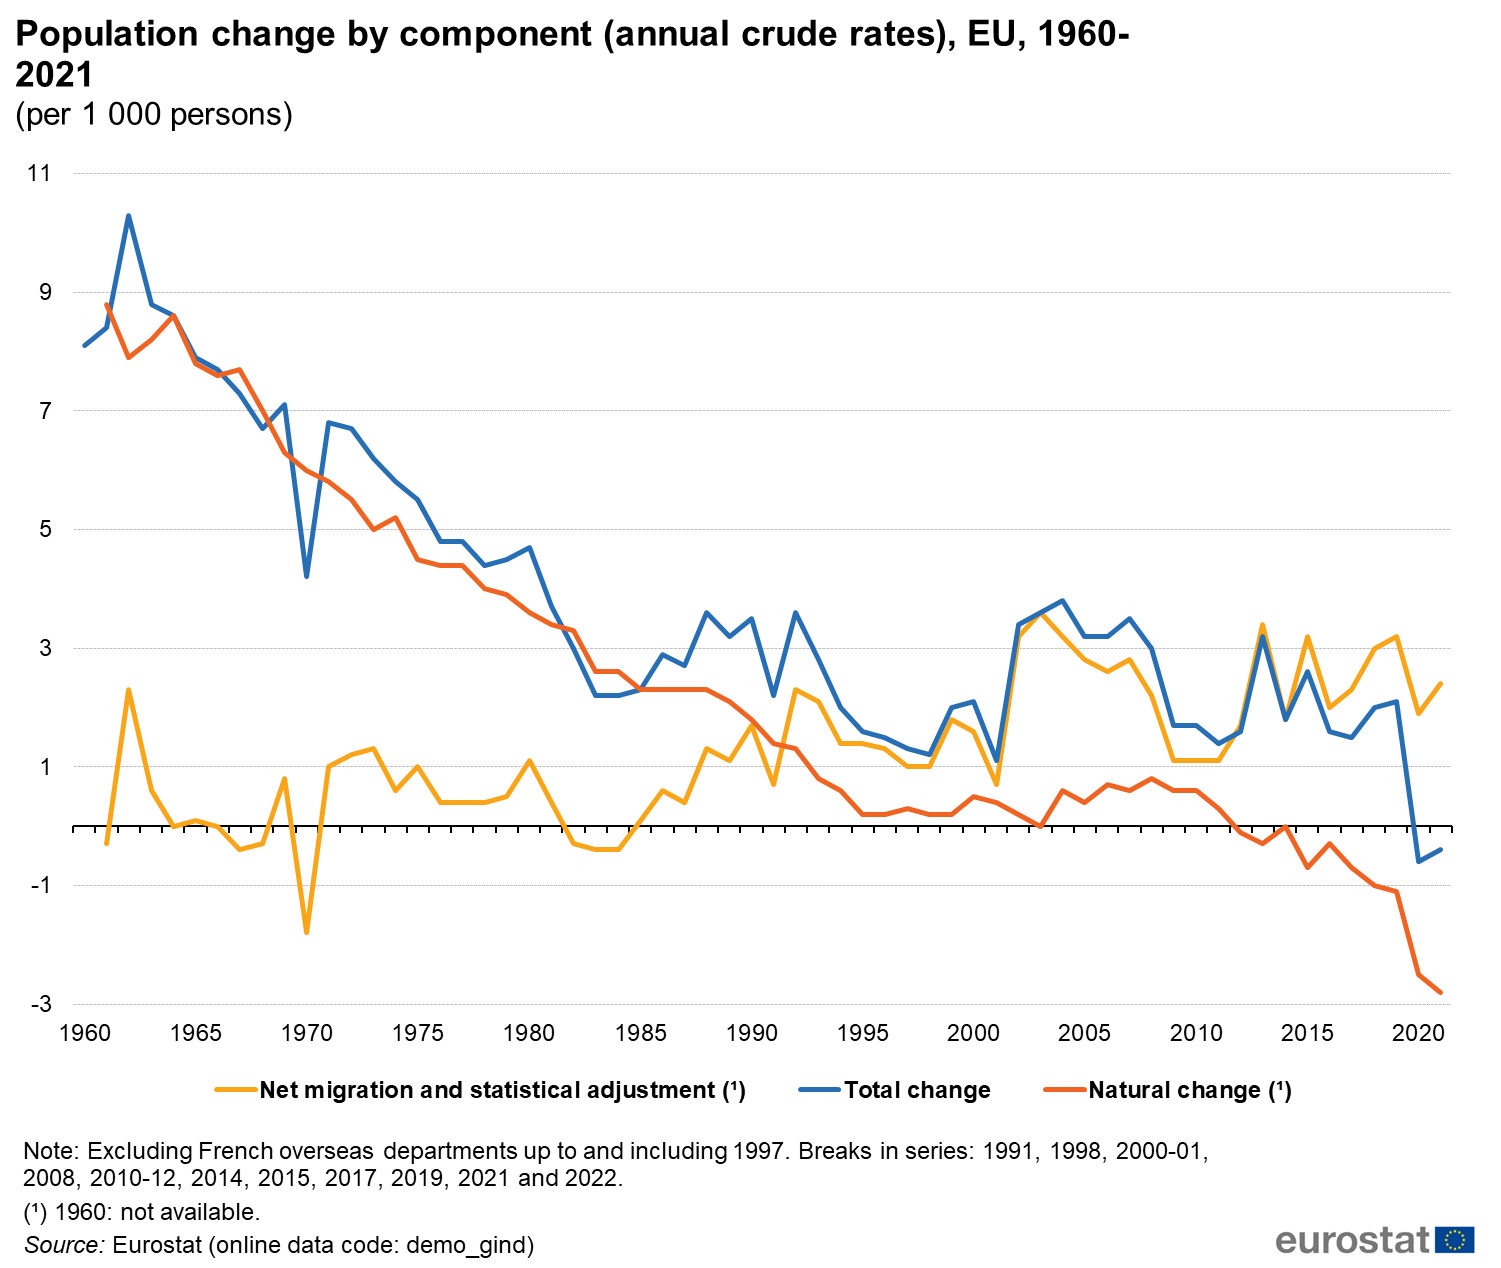 Population change by component (annual crude rates), EU, 1960-
2021
(per 1 000 persons)
11
9
7
5
3
1
-1
-3
1960 1965 1970 1975 1980 1985 1990 1995 2000 2005 2010 2015 2020
Net migration and statistical adjustment (¹) Total change Natural change (¹)
Note: Excluding French overseas departments up to and including 1997. Breaks in series: 1991, 1998, 2000-01,
2008, 2010-12, 2014, 2015, 2017, 2019, 2021 and 2022.
(¹) 1960: not available.
Source: Eurostat (online data code: demo_gind)
eurostat